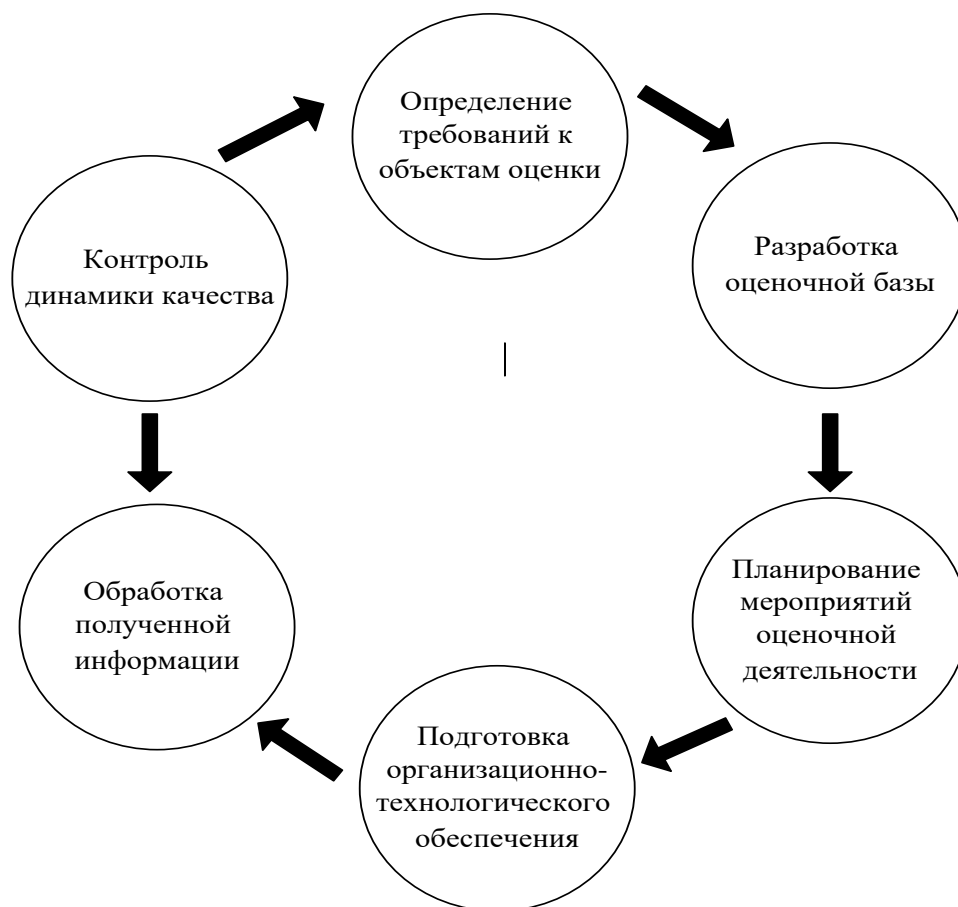 Определение
требований к
объектам оценки
Разработка
оценочной базы
Планирование
мероприятий
оценочной
деятельности
Подготовка
организационно-
технологического
обеспечения
Обработка
полученной
информации
Контроль
динамики качества